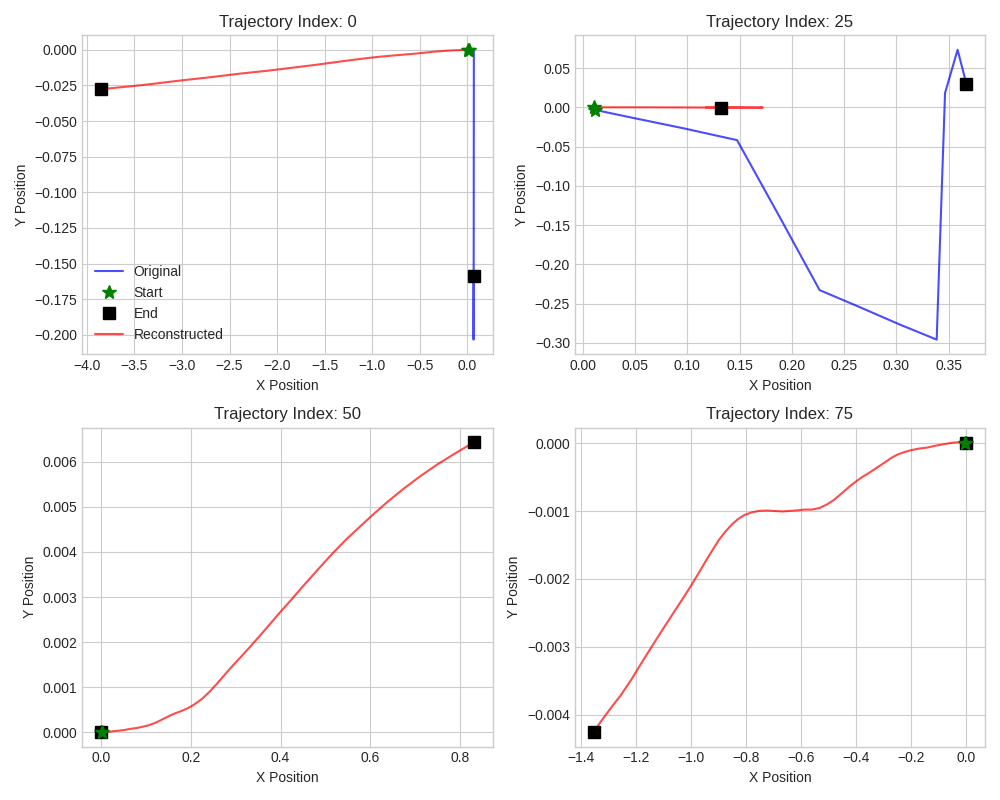 Trajectory Index: 0
0.000
−0.025
−0.050
−0.075
−0.100
−0.125
−0.150
−0.175
−0.200
Y Position
Original
Start
End
Reconstructed
−4.0 −3.5 −3.0 −2.5 −2.0 −1.5 −1.0 −0.5 0.0
X Position
Trajectory Index: 25
0.05
0.00
−0.05
−0.10
−0.15
−0.20
−0.25
−0.30
Y Position
0.00 0.05 0.10 0.15 0.20 0.25 0.30 0.35
X Position
Trajectory Index: 50
0.006
0.005
0.004
0.003
0.002
0.001
0.000
Y Position
0.0 0.2 0.4 0.6 0.8
X Position
Trajectory Index: 75
0.000
−0.001
−0.002
−0.003
−0.004
Y Position
−1.4 −1.2 −1.0 −0.8 −0.6 −0.4 −0.2 0.0
X Position